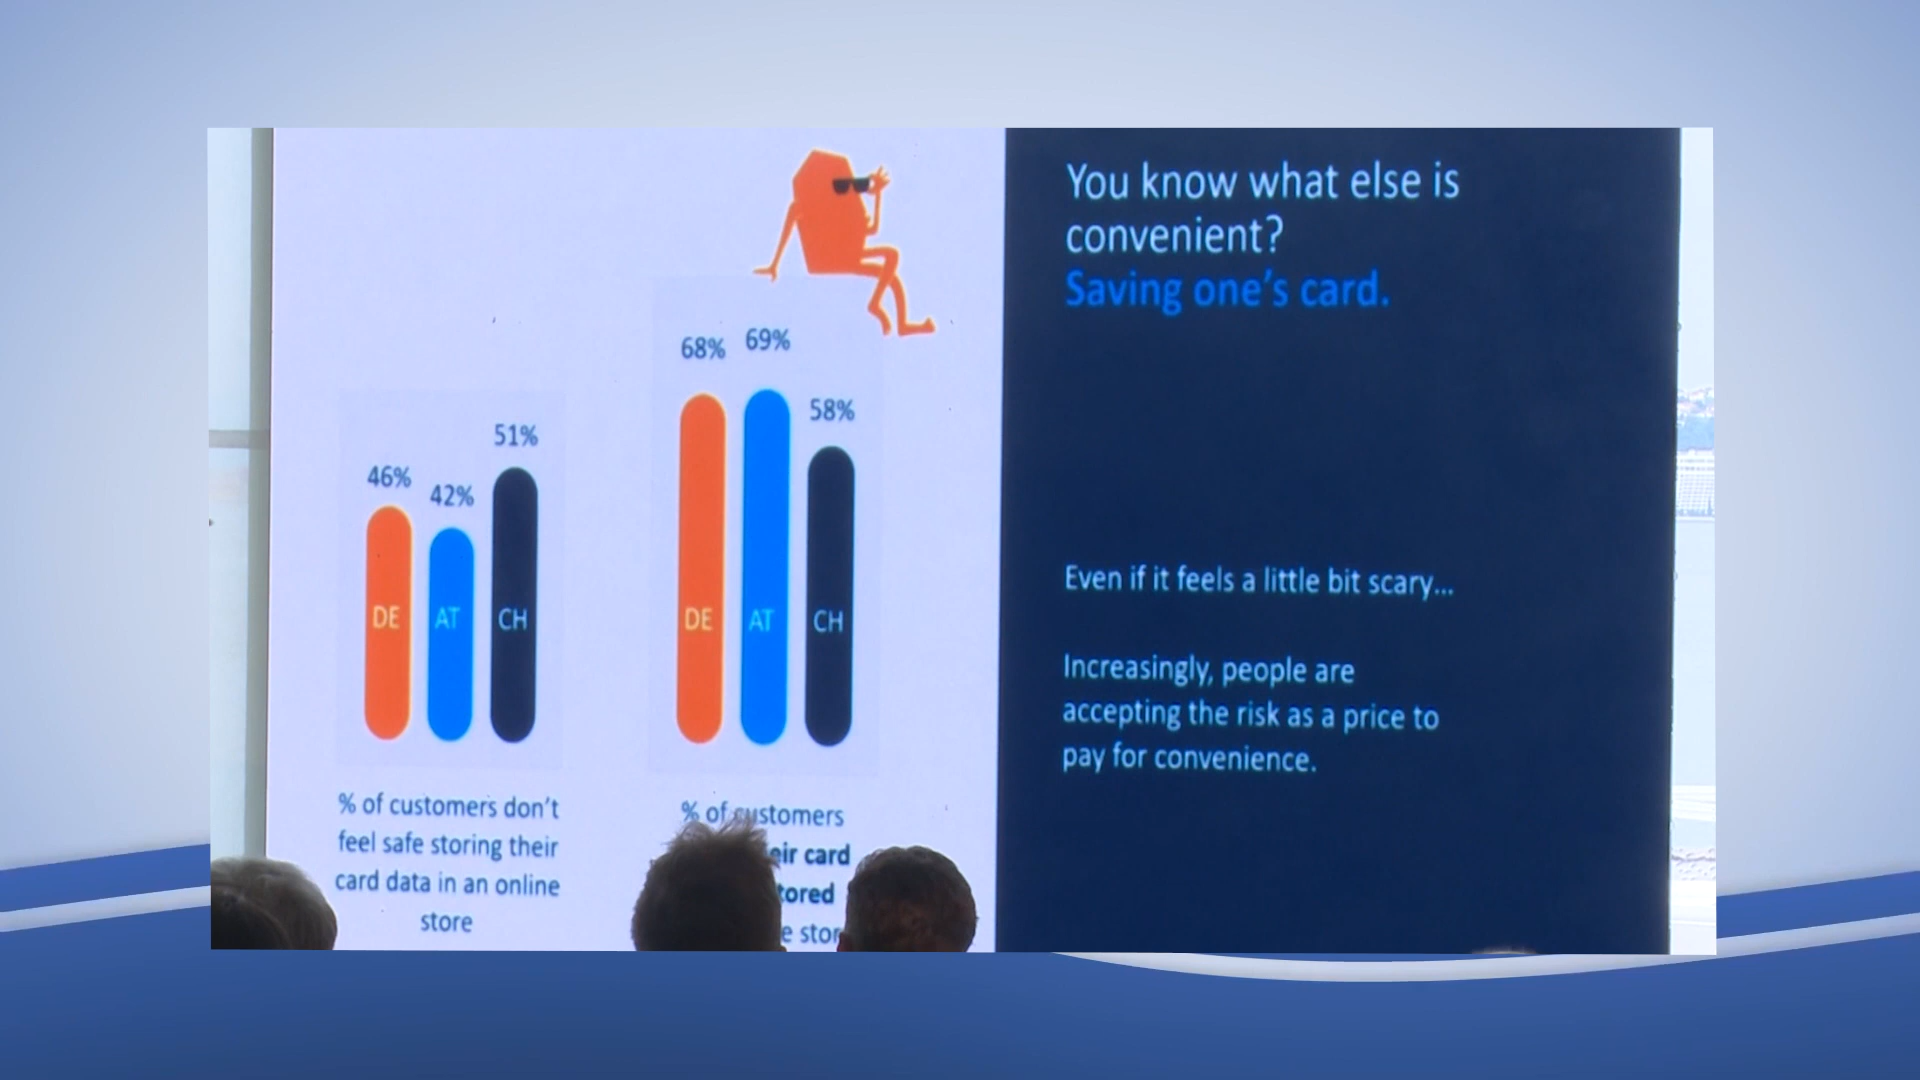 68% 69%
58%
51%
46%
42%
DE AT CH
DE AT CH
% of customers don't
feel safe storing their
card data in an online
store
% of customers
card
You know what else is
convenient?
Saving one's card.
Even if it feels a little bit scary...
Increasingly, people are
accepting the risk as a price to
pay for convenience.